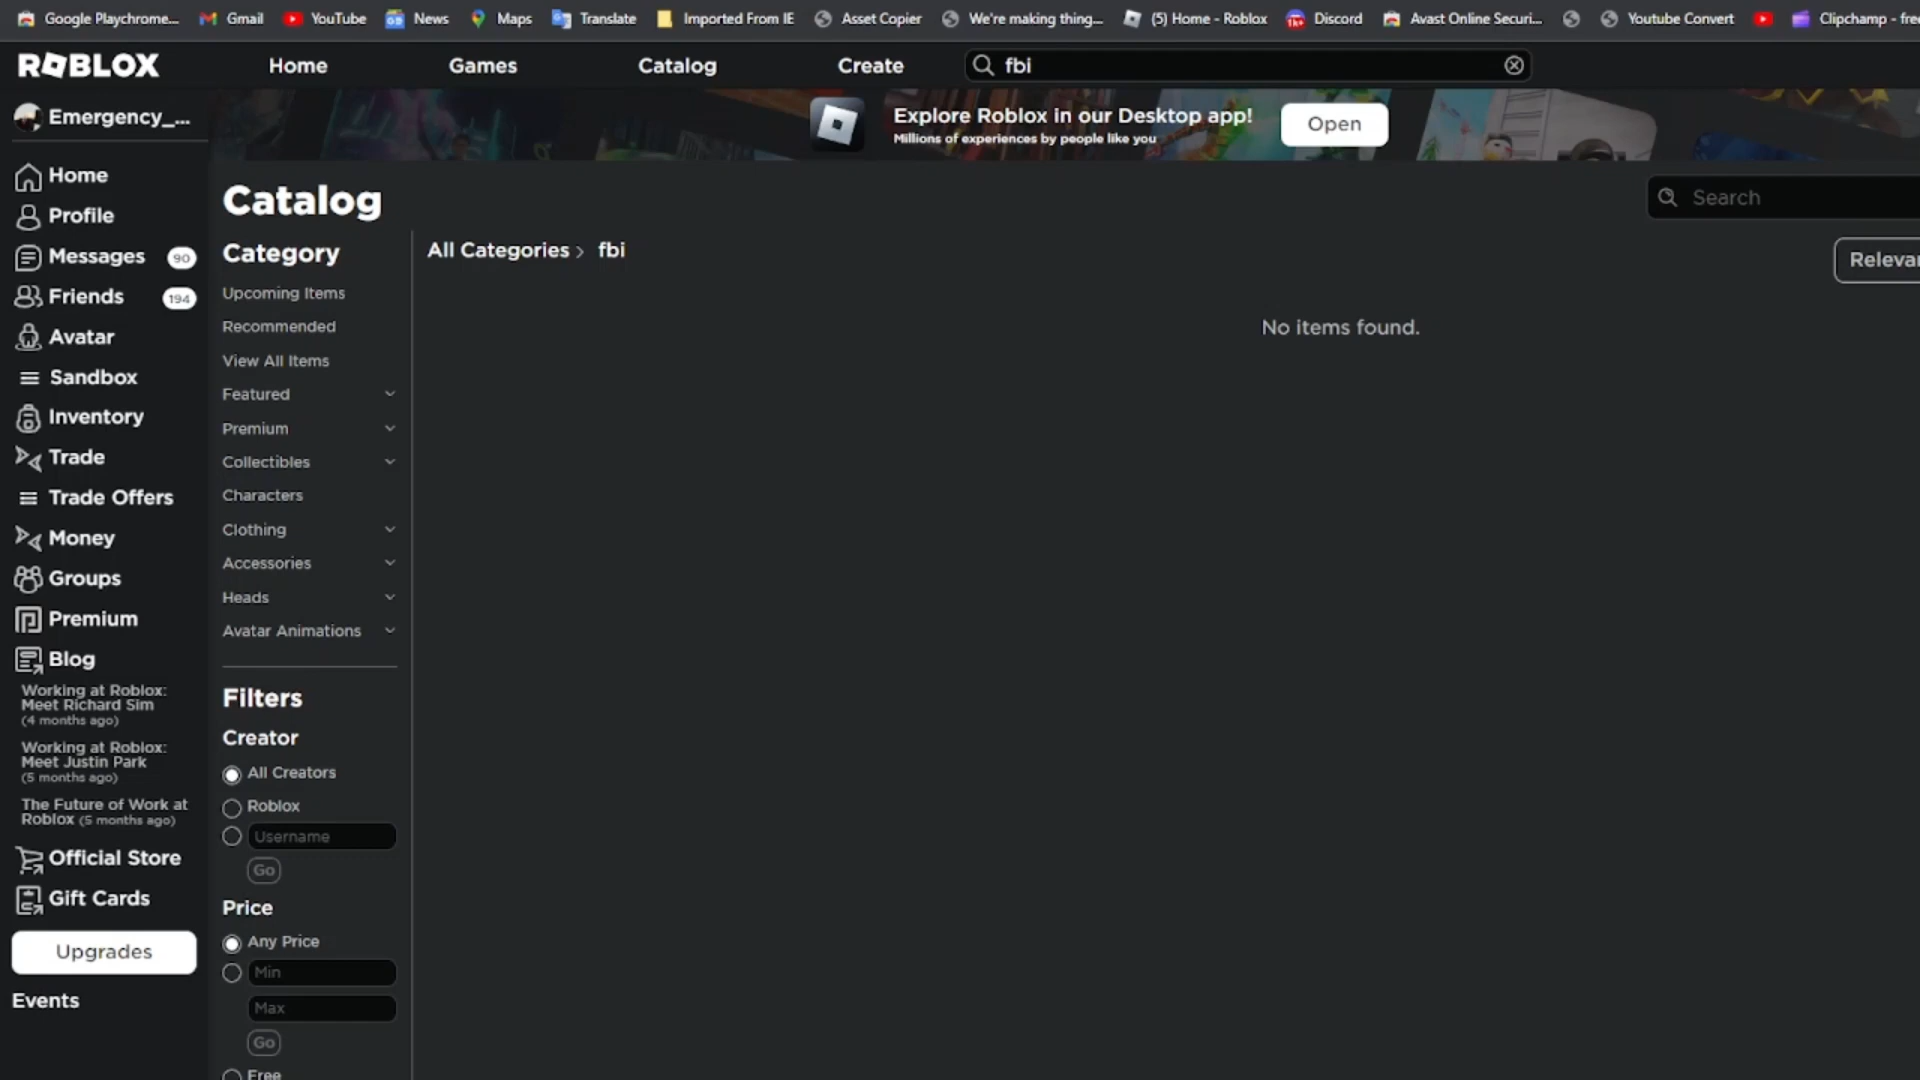 Google Playchrome...
Gmail
YouTube
News
Maps
Translate
Imported From IE
Asset Copier
We're making thing...
(5) Home - Roblox
Discord
Avast Online Securi...
Youtube Convert
Clipchamp - free
ROBLOX
Home
Games
Catalog
Create
fbi
Emergency_...
Explore Roblox in our Desktop app!
Millions of experiences by people like you
Open
Home
Profile
Messages 90
Friends 194
Avatar
Sandbox
Inventory
Trade
Trade Offers
Money
Groups
Premium
Blog
Working at Roblox:
Meet Richard Sim
(4 months ago)
Working at Roblox:
Meet Justin Park
(5 months ago)
The Future of Work at
Roblox (5 months ago)
Official Store
Gift Cards
Upgrades
Events
Catalog
Search
Category
Upcoming Items
Recommended
View All Items
Featured
Premium
Collectibles
Characters
Clothing
Accessories
Heads
Avatar Animations
Filters
Creator
All Creators
Roblox
Username
Go
Price
Any Price
Min
Max
Go
Free
All Categories > fbi
Relevan
No items found.